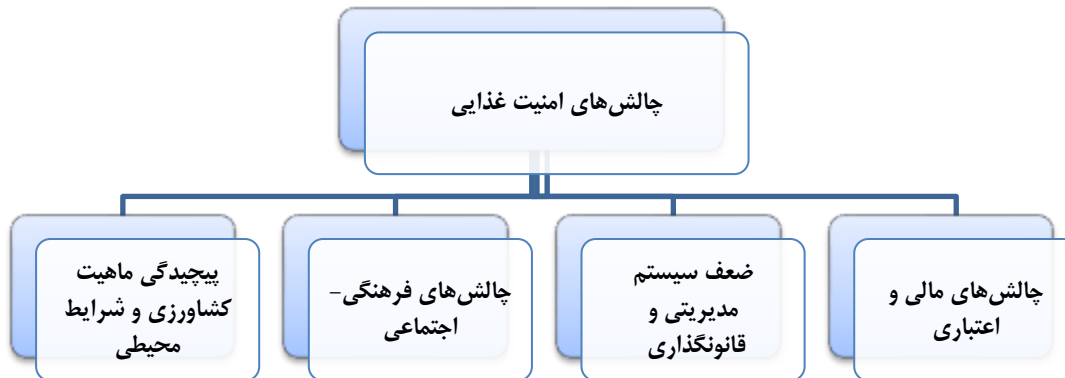 چالش‌های امنیت غذایی
چالش‌های مالی و
اعتباری
ضعف سیستم
مدیریتی و
قانونگذاری
چالش‌های فرهنگی-
اجتماعی
پیچیدگی ماهیت
کشاورزی و شرایط
محیطی